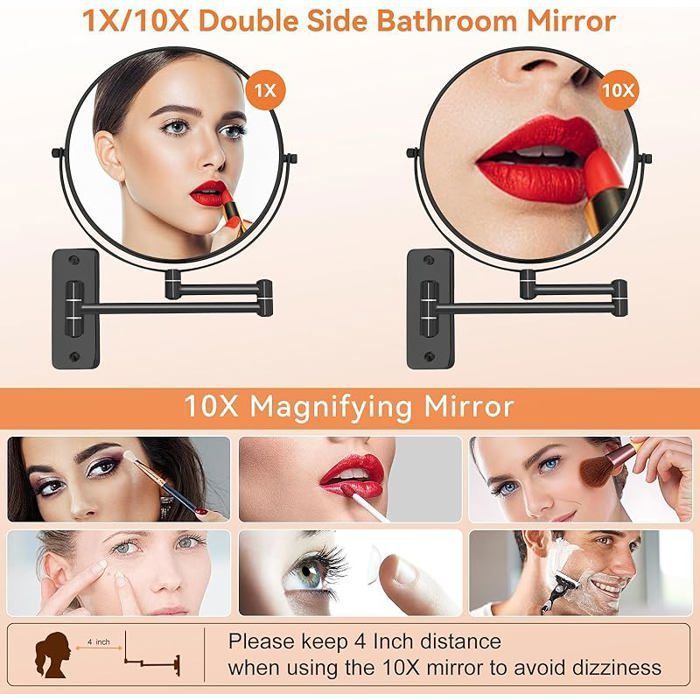 1X/10X Double Side Bathroom Mirror
1X
10X
10X Magnifying Mirror
4 inch
Please keep 4 Inch distance
when using the 10X mirror to avoid dizziness